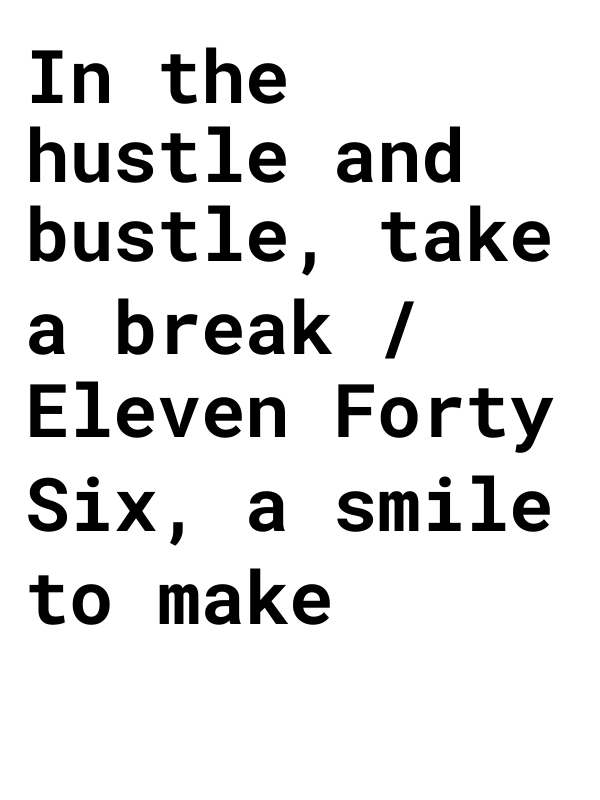 In the
hustle and
bustle, take
a break /
Eleven Forty
Six, a smile
to make